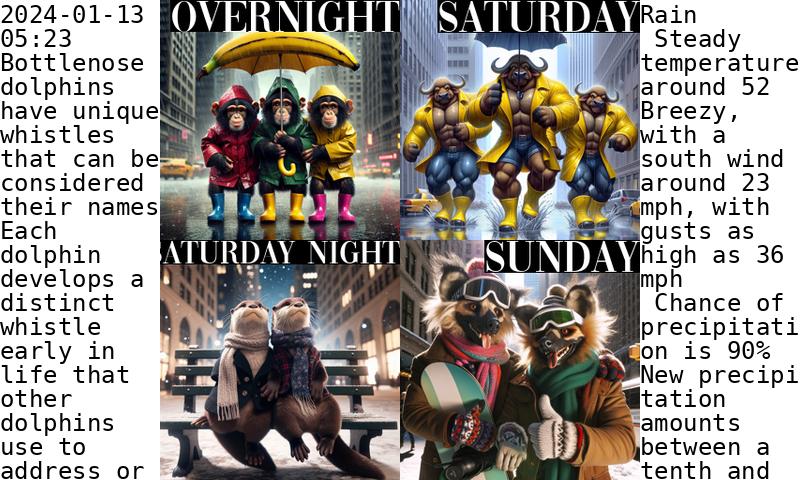 2024-01-13
05:23
Bottlenose
dolphins
have unique
whistles
that can be
considered
their names
Each
dolphin
develops a
distinct
whistle
early in
life that
other
dolphins
use to
address or
OVERNIGHT
SATURDAY
SATURDAY NIGHT
SUNDAY
Rain
Steady
temperature
around 52
Breezy,
with a
south wind
around 23
mph, with
gusts as
high as 36
mph
Chance of
precipitati
on is 90%
New precipi
tation
amounts
between a
tenth and